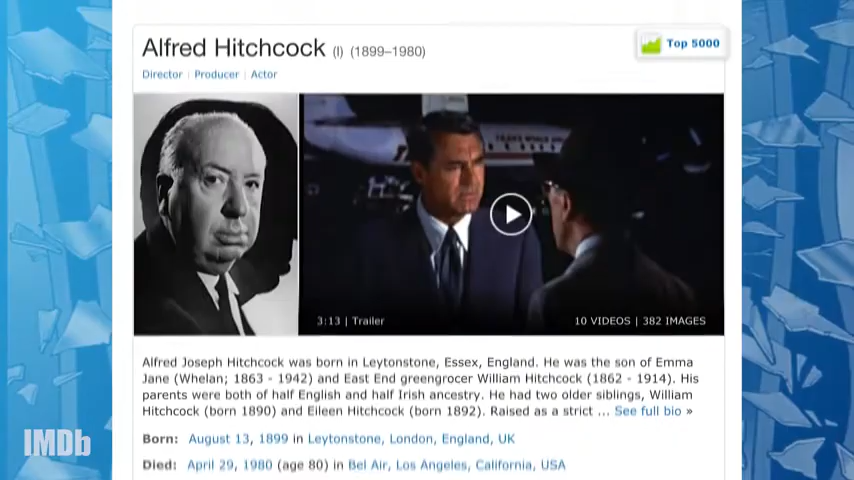 Alfred Hitchcock (I) (1899–1980)
Top 5000
Director | Producer | Actor
3:13 | Trailer
10 VIDEOS | 382 IMAGES
Alfred Joseph Hitchcock was born in Leytonstone, Essex, England. He was the son of Emma
Jane (Whelan; 1863 - 1942) and East End greengrocer William Hitchcock (1862 - 1914). His
parents were both of half English and half Irish ancestry. He had two older siblings, William
Hitchcock (born 1890) and Eileen Hitchcock (born 1892). Raised as a strict ... See full bio »
Born: August 13, 1899 in Leytonstone, London, England, UK
Died: April 29, 1980 (age 80) in Bel Air, Los Angeles, California, USA
IMDb